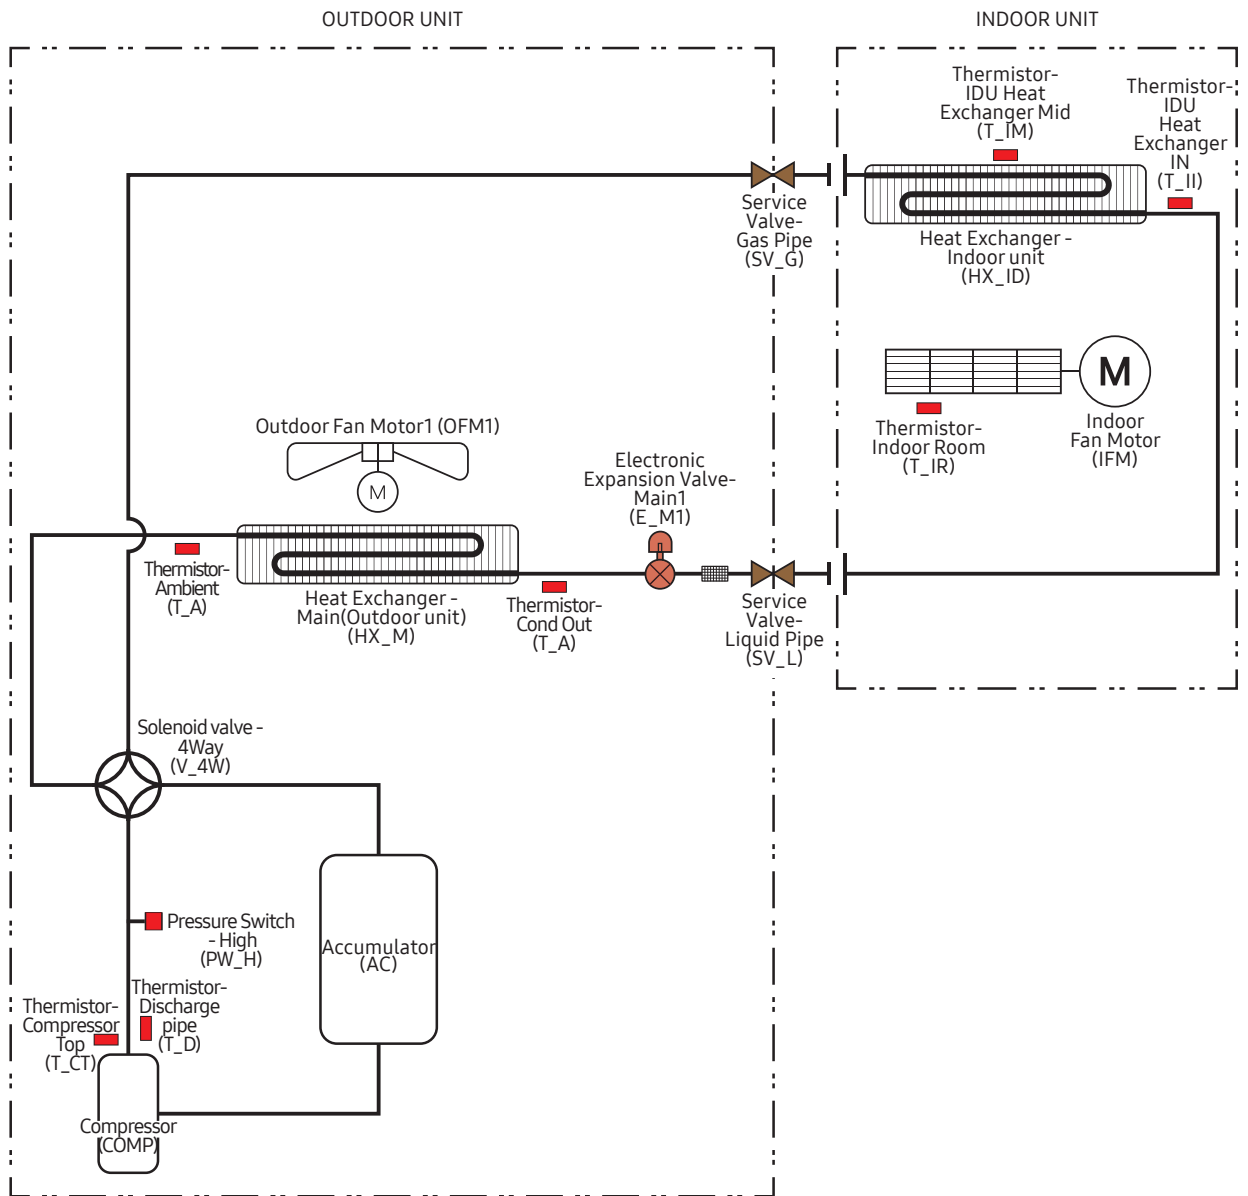 OUTDOOR UNIT
INDOOR UNIT
Thermistor-
IDU Heat
Exchanger Mid
(T_IM)
Thermistor-
IDU
Heat
Exchanger
IN
(T_II)
Service
Valve-
Gas Pipe
(SV_G)
Heat Exchanger -
Indoor unit
(HX_ID)
M
Thermistor-
Indoor Room
(T_IR)
Indoor
Fan Motor
(IFM)
Outdoor Fan Motor1 (OFM1)
M
Electronic
Expansion Valve-
Main1
(E_M1)
Thermistor-
Ambient
(T_A)
Heat Exchanger -
Main(Outdoor unit)
(HX_M)
Thermistor-
Cond Out
(T_A)
Service
Valve-
Liquid Pipe
(SV_L)
Solenoid valve -
4Way
(V_4W)
Pressure Switch
- High
(PW_H)
Accumulator
(AC)
Thermistor-
Compressor
Top
(T_CT)
Thermistor-
Discharge
pipe
(T_D)
Compressor
(COMP)